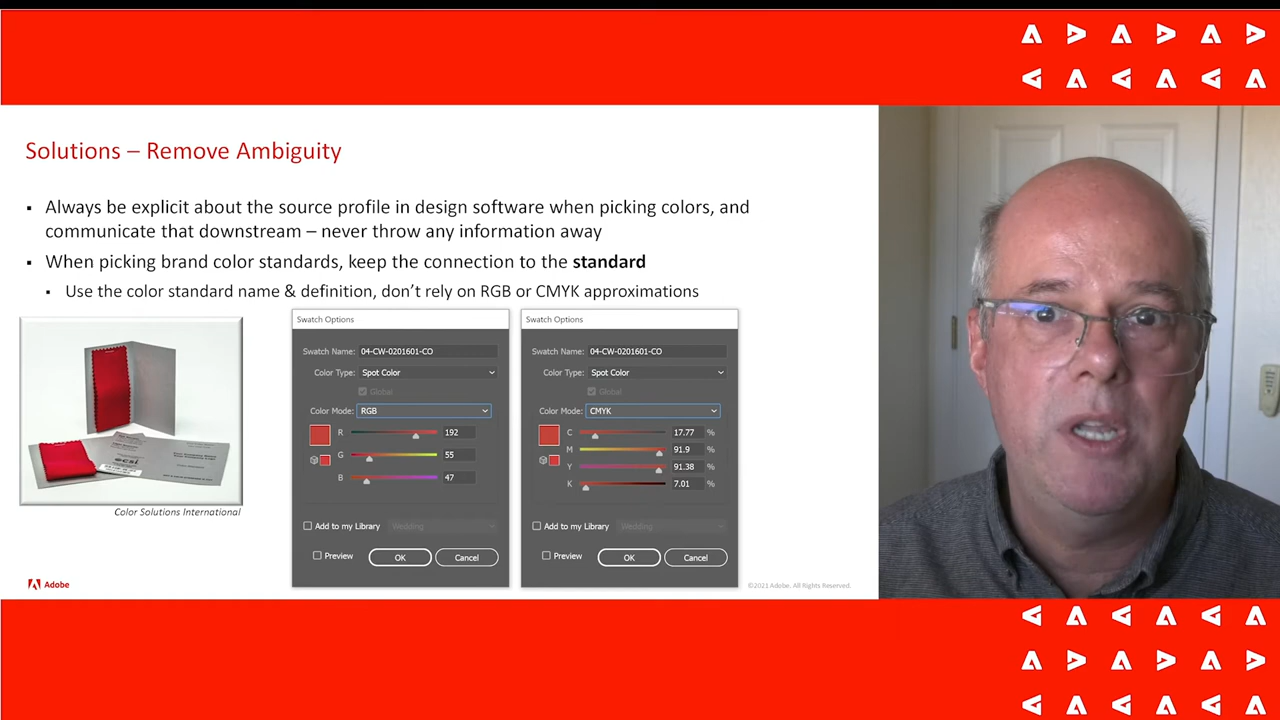 Solutions – Remove Ambiguity
▪ Always be explicit about the source profile in design software when picking colors, and
communicate that downstream – never throw any information away
▪ When picking brand color standards, keep the connection to the standard
▪ Use the color standard name & definition, don't rely on RGB or CMYK approximations
Color Solutions International
Swatch Options
Swatch Name: 04-CW-0201601-CO
Color Type: Spot Color
Global
Color Mode: RGB
R 192
G 55
B 47
Add to my Library Wedding
Preview OK Cancel
Swatch Options
Swatch Name: 04-CW-0201601-CO
Color Type: Spot Color
Global
Color Mode: CMYK
C 17.77 %
M 91.9 %
Y 91.38 %
K 7.01 %
Add to my Library Wedding
Preview OK Cancel
Adobe
©2021 Adobe. All Rights Reserved.